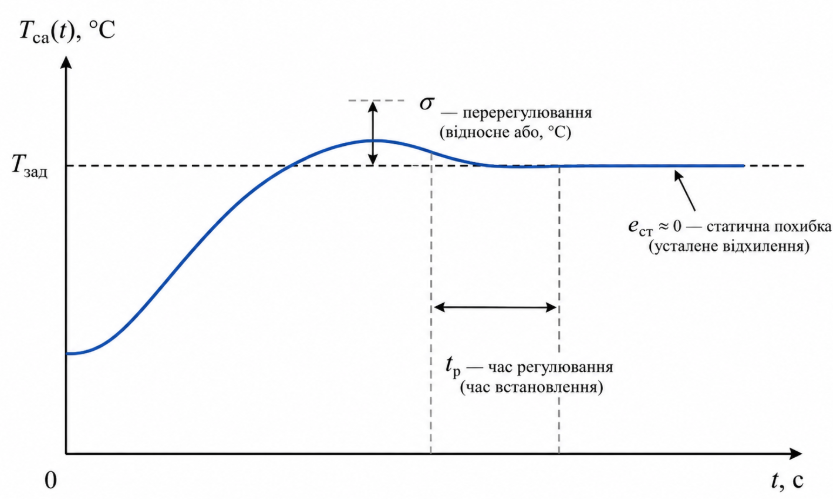 T_са(t), °C
σ — перерегулювання
(відносне або, °C)
T_зад
e_ст ≈ 0 — статична похибка
(усталене відхилення)
t_р — час регулювання
(час встановлення)
0
t, с